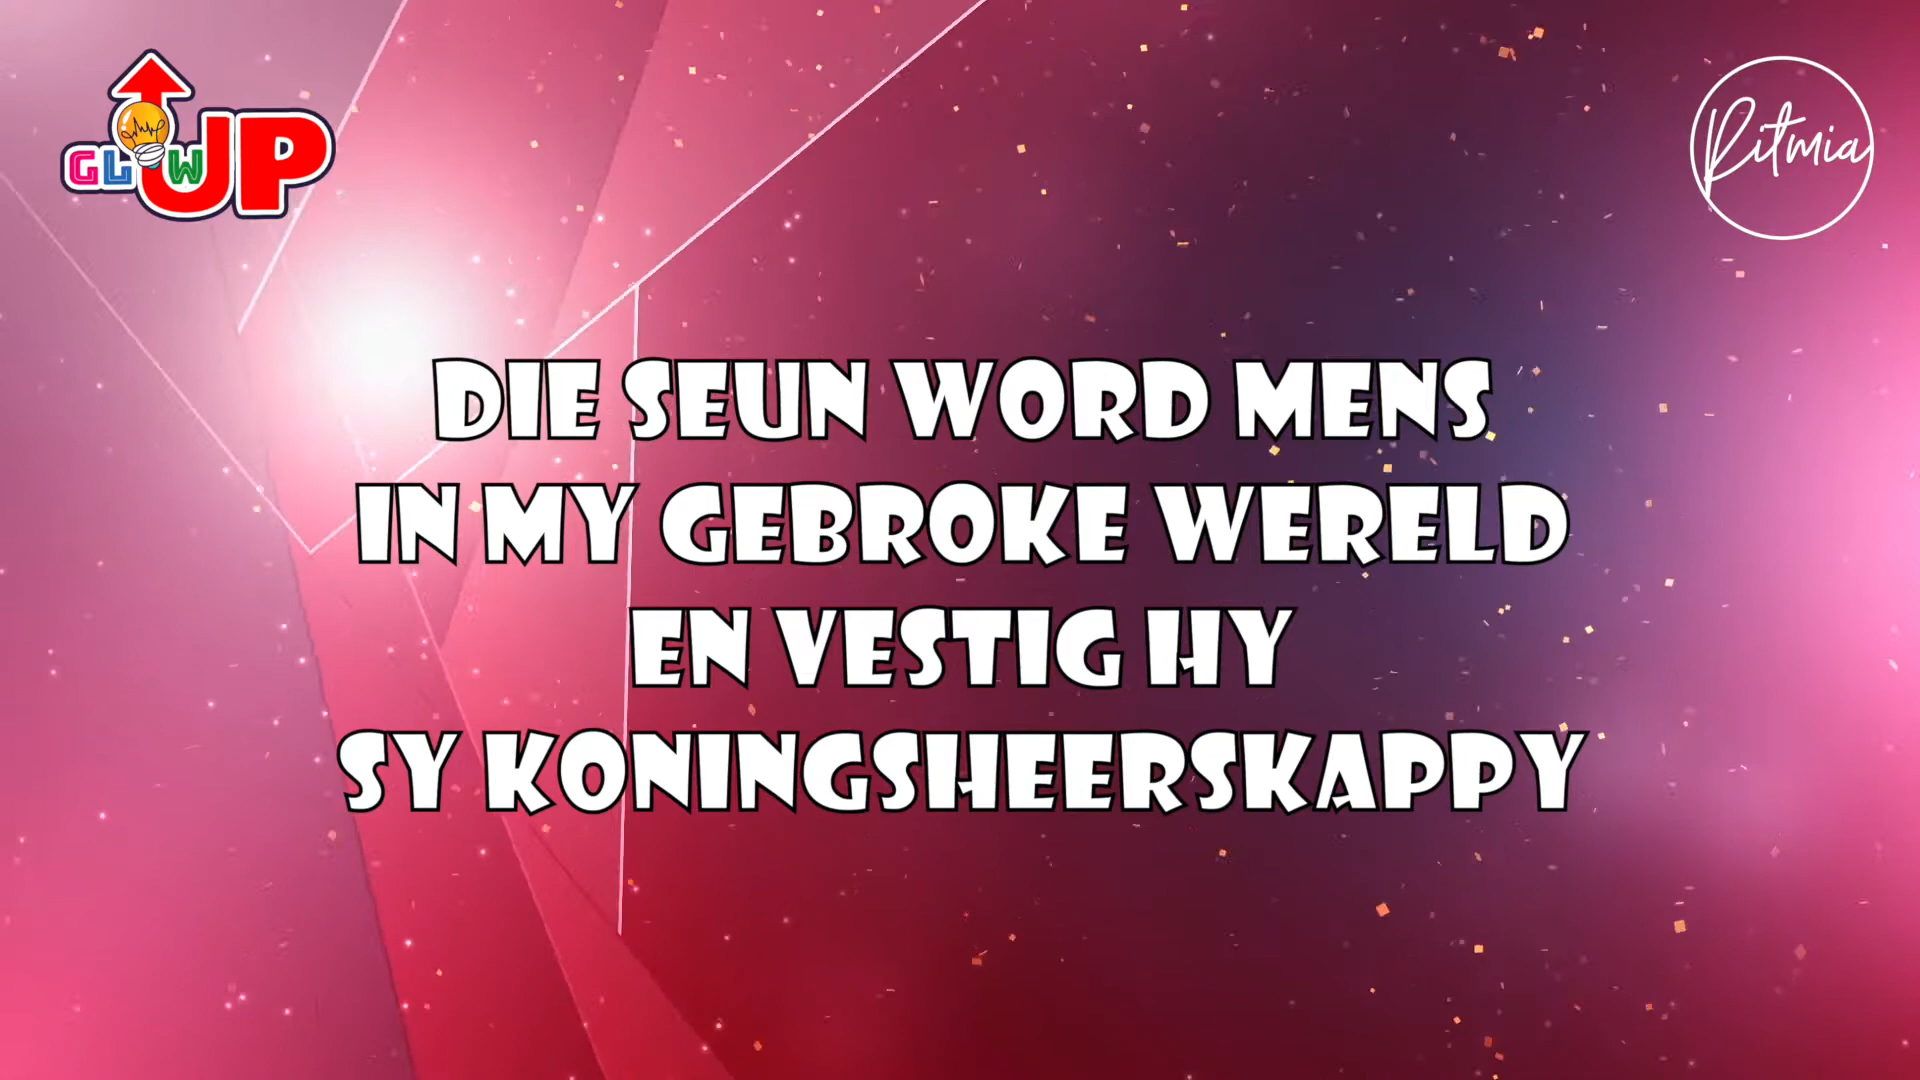 GLOW UP
Ritmia
DIE SEUN WORD MENS
IN MY GEBROKE WERELD
EN VESTIG HY
SY KONINGSHEERSKAPPY